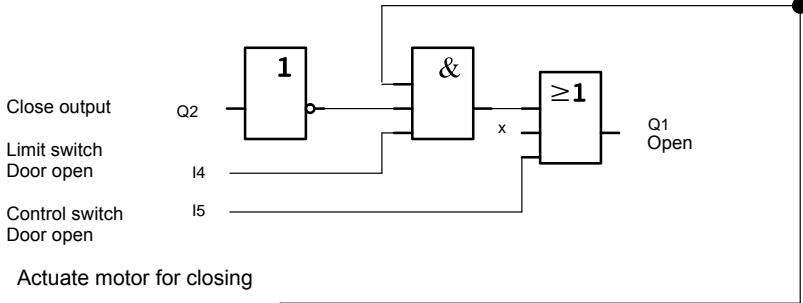 1
&
≥1
Close output Q2
x
Q1
Open
Limit switch
Door open I4
Control switch I5
Door open
Actuate motor for closing